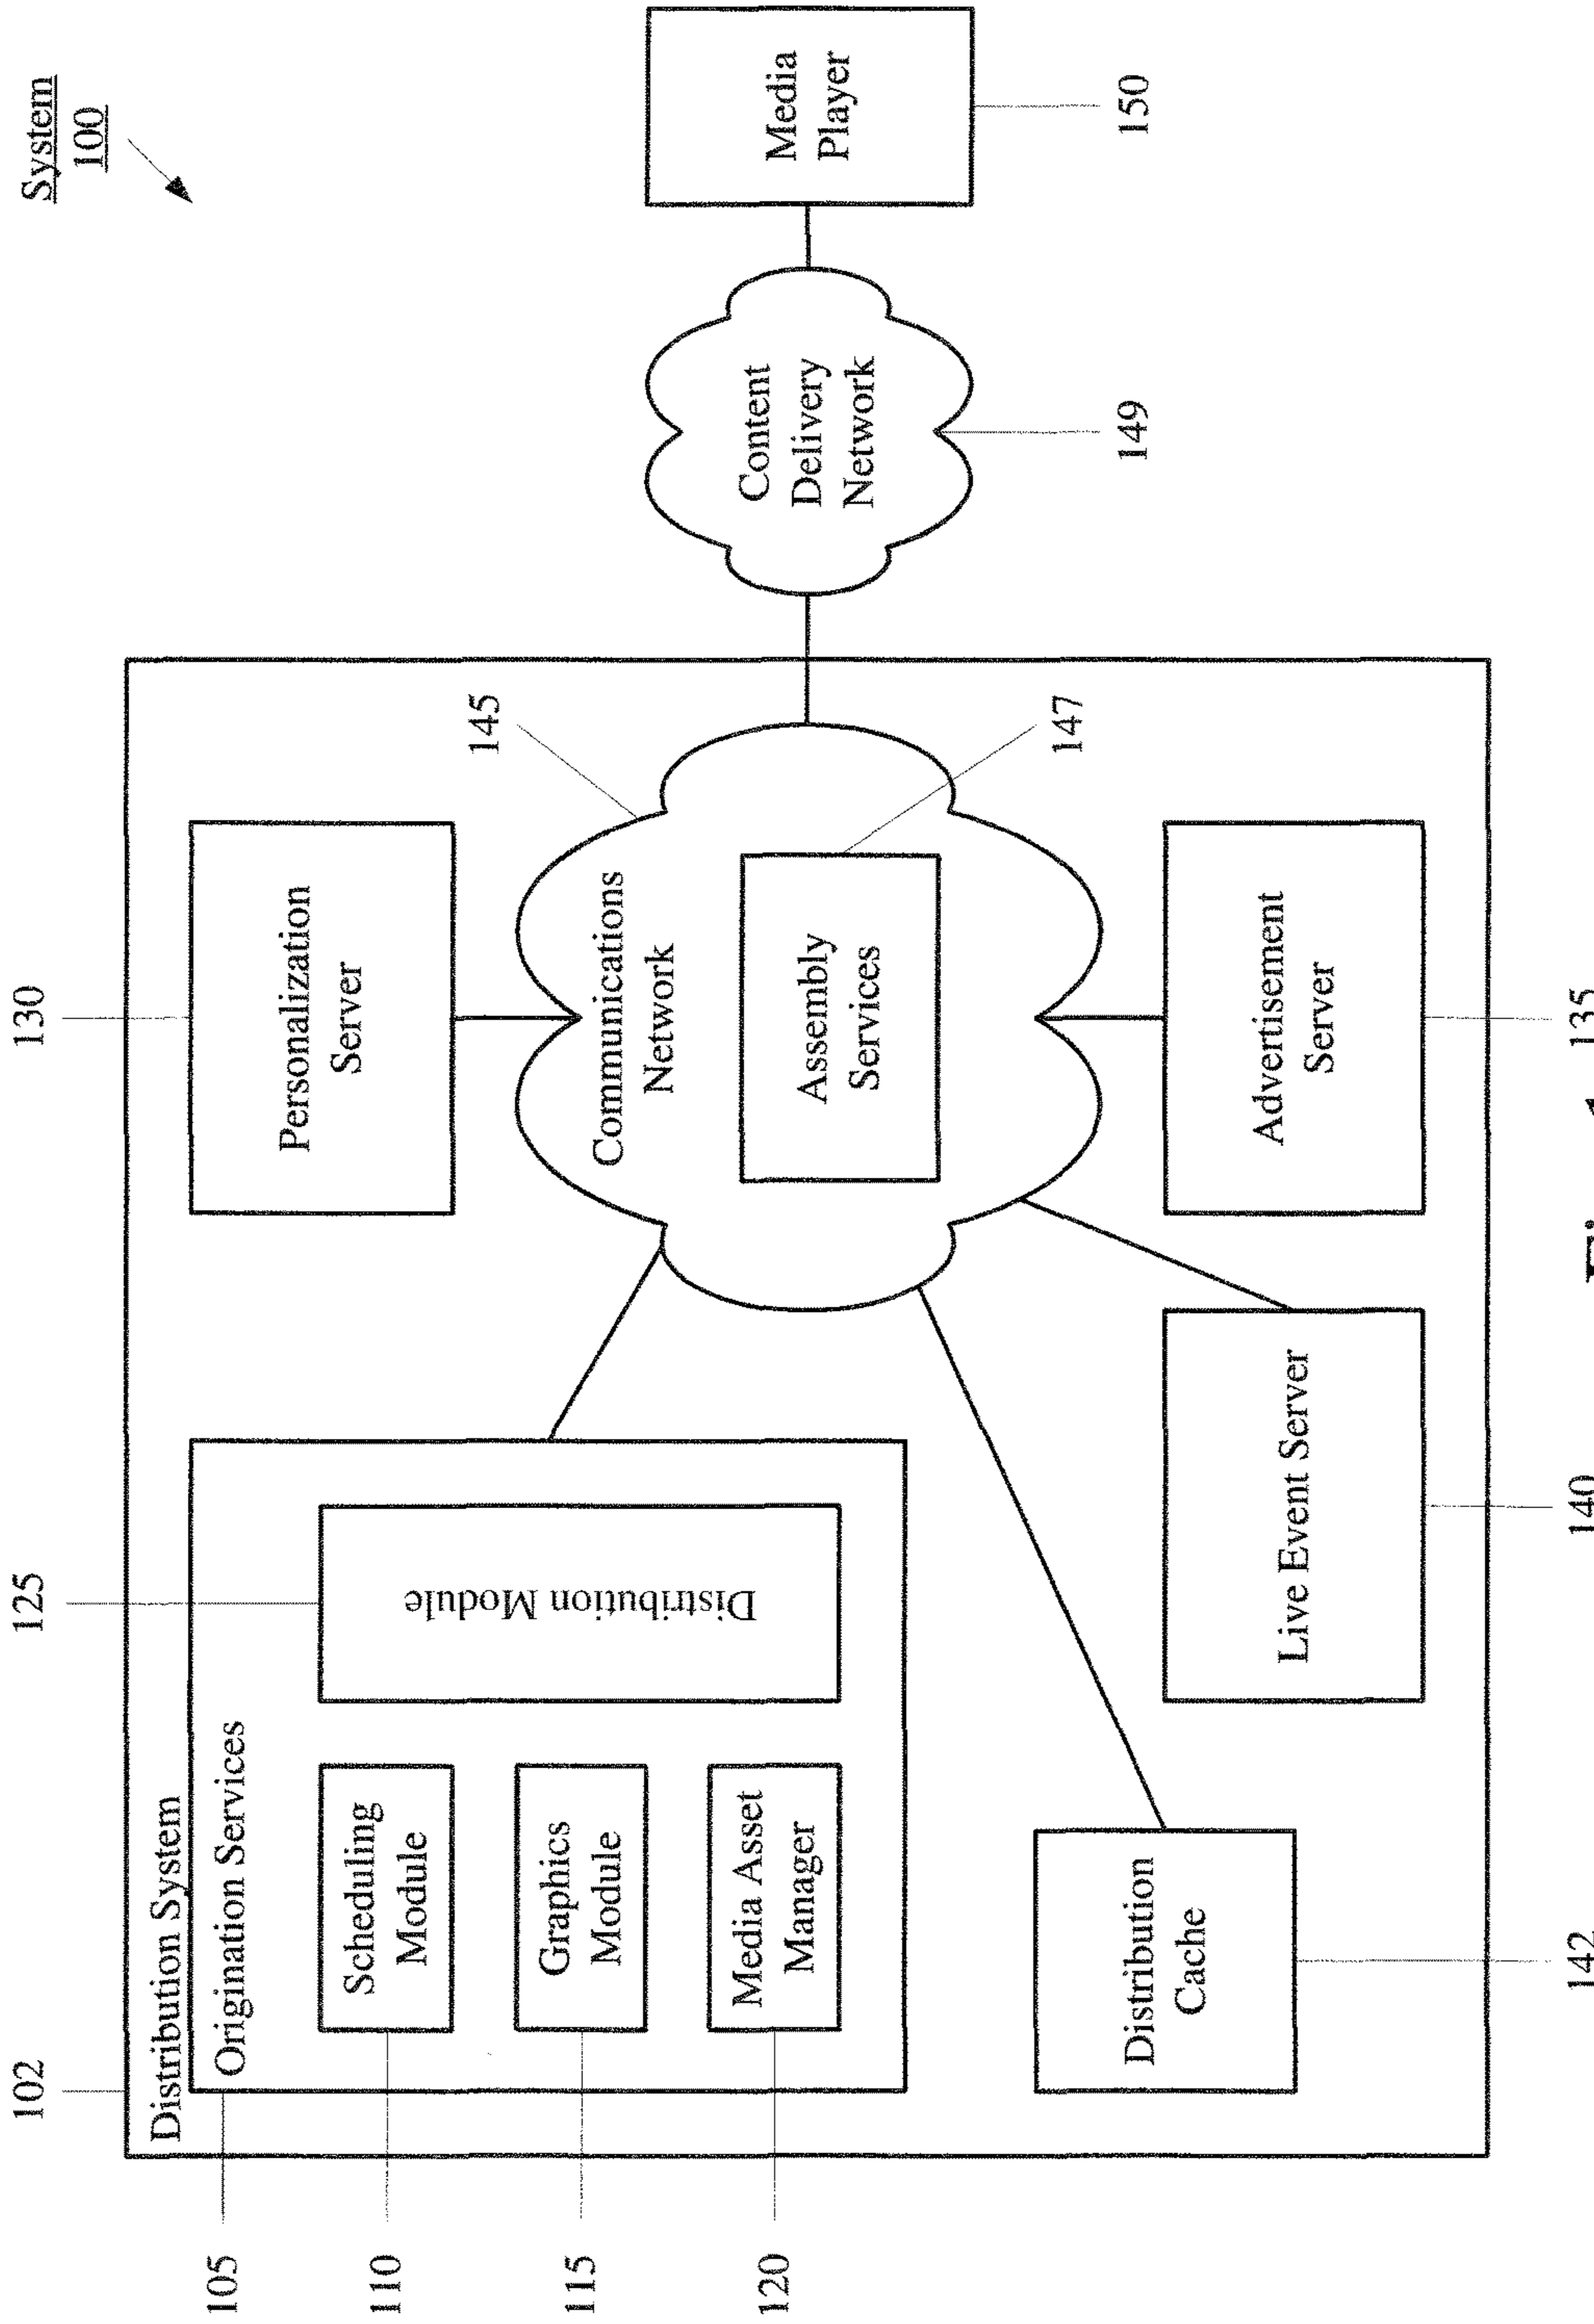 System
100
130
125
102
Distribution System
Origination Services
Scheduling
Module
Graphics
Module
Media Asset
Manager
Distribution Module
Personalization
Server
145
Communications
Network
Assembly
Services
147
Content
Delivery
Network
149
Media
Player
150
105
110
115
120
Distribution
Cache
Live Event Server
Advertisement
Server
142
140
135